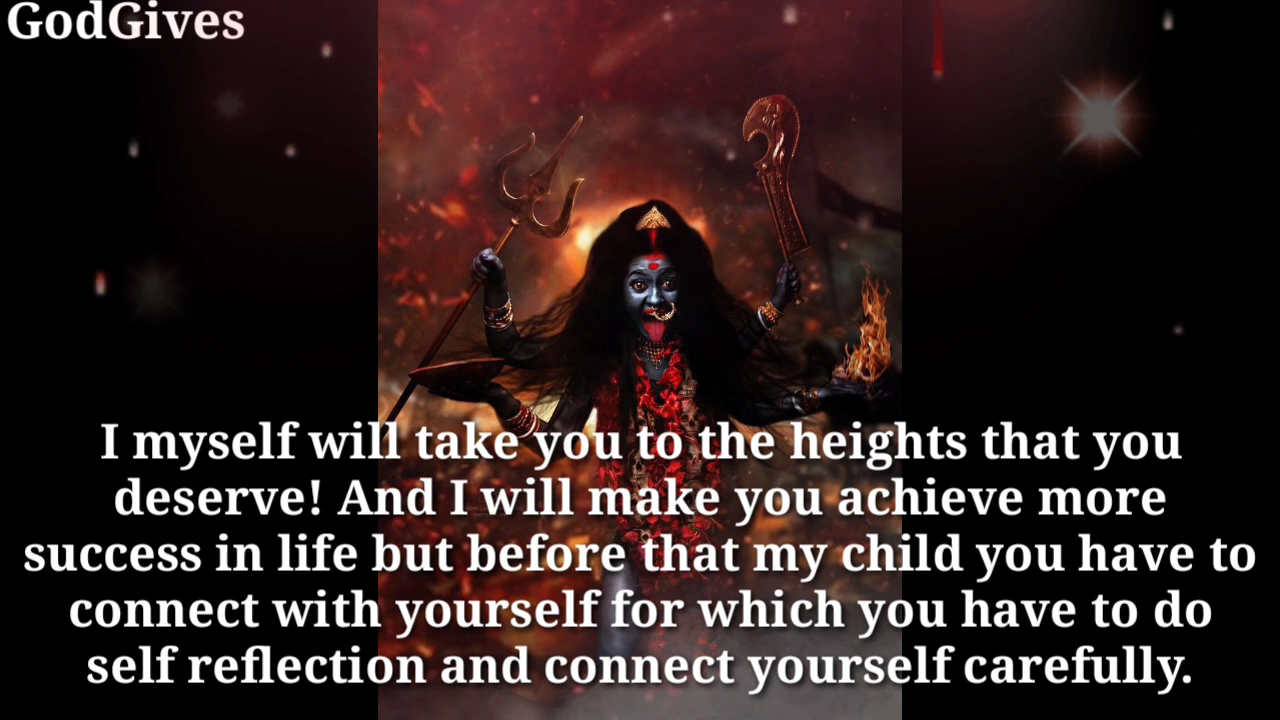 GodGives
I myself will take you to the heights that you
deserve! And I will make you achieve more
success in life but before that my child you have to
connect with yourself for which you have to do
self reflection and connect yourself carefully.